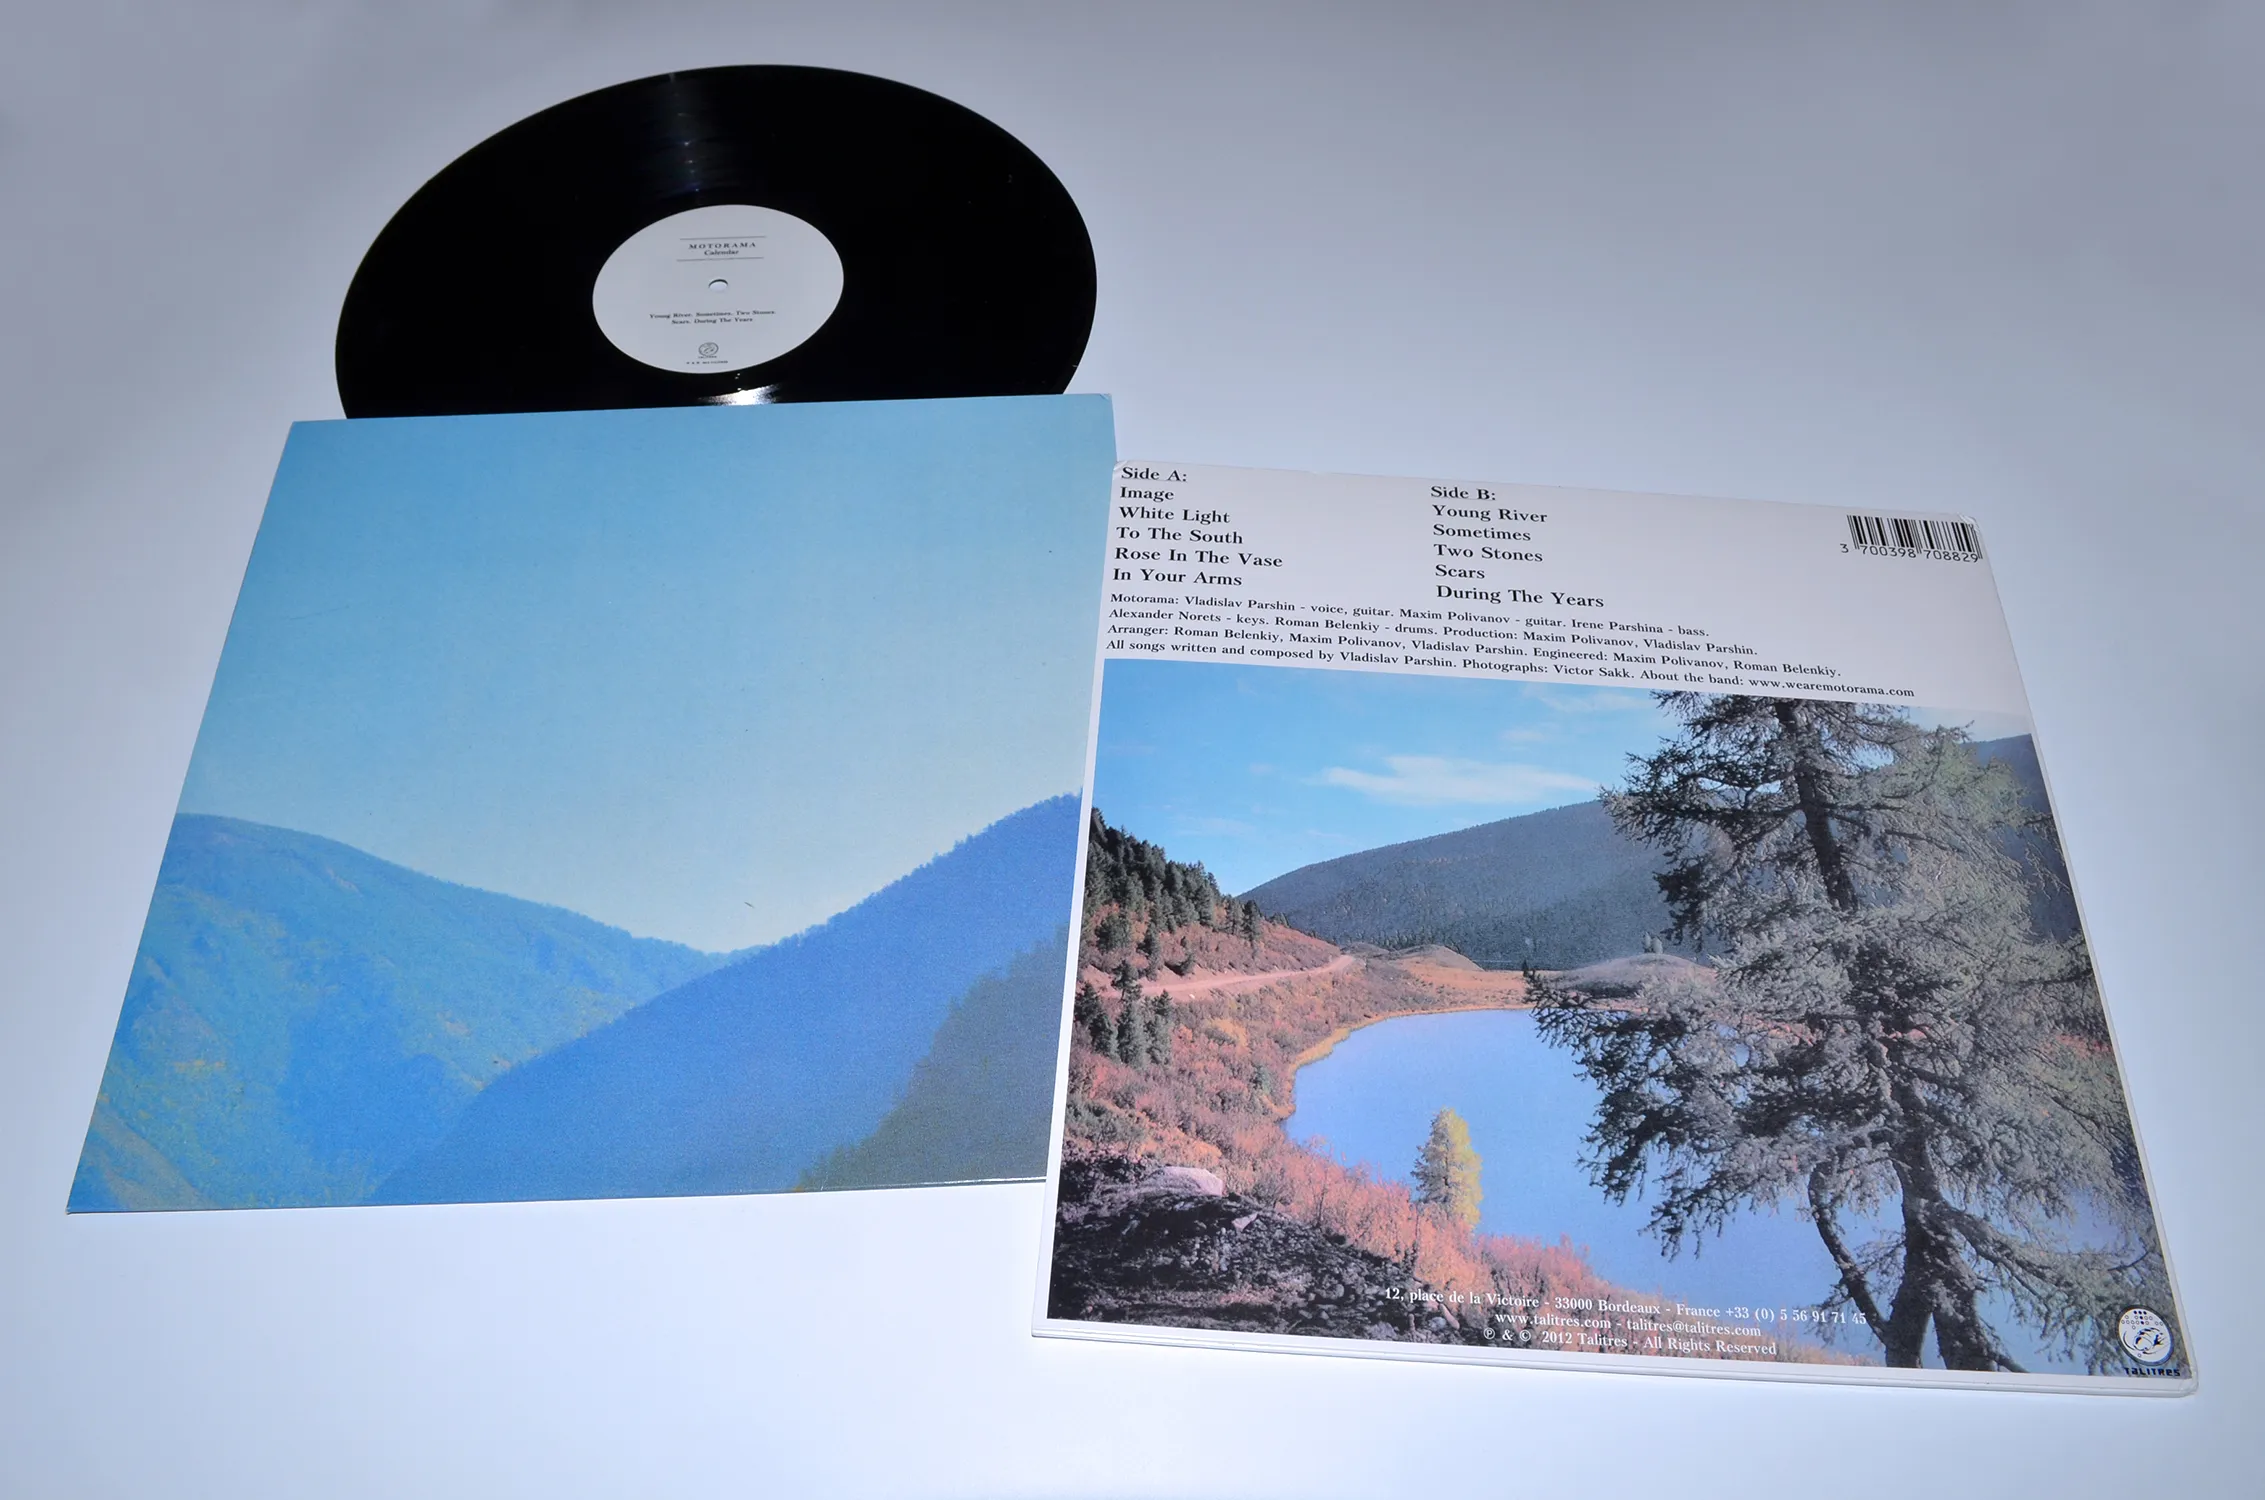 MOTORAMA
Calendar
Young River. Sometimes. Two Stones.
Scars. During The Years
Side A:
Image
White Light
To The South
Rose In The Vase
In Your Arms
Side B:
Young River
Sometimes
Two Stones
Scars
During The Years
3 700398 708829
Motorama: Vladislav Parshin - voice, guitar. Maxim Polivanov - guitar. Irene Parshina - bass.
Alexander Norets - keys. Roman Belenkiy - drums. Production: Maxim Polivanov, Vladislav Parshin.
Arranger: Roman Belenkiy, Maxim Polivanov, Vladislav Parshin. Engineered: Maxim Polivanov, Roman Belenkiy.
All songs written and composed by Vladislav Parshin. Photographs: Victor Sakk. About the band: www.wearemotorama.com
12, place de la Victoire - 33000 Bordeaux - France +33 (0) 5 56 91 71 45
www.talitres.com - talitres@talitres.com
℗ & © 2012 Talitres - All Rights Reserved
TALITRES